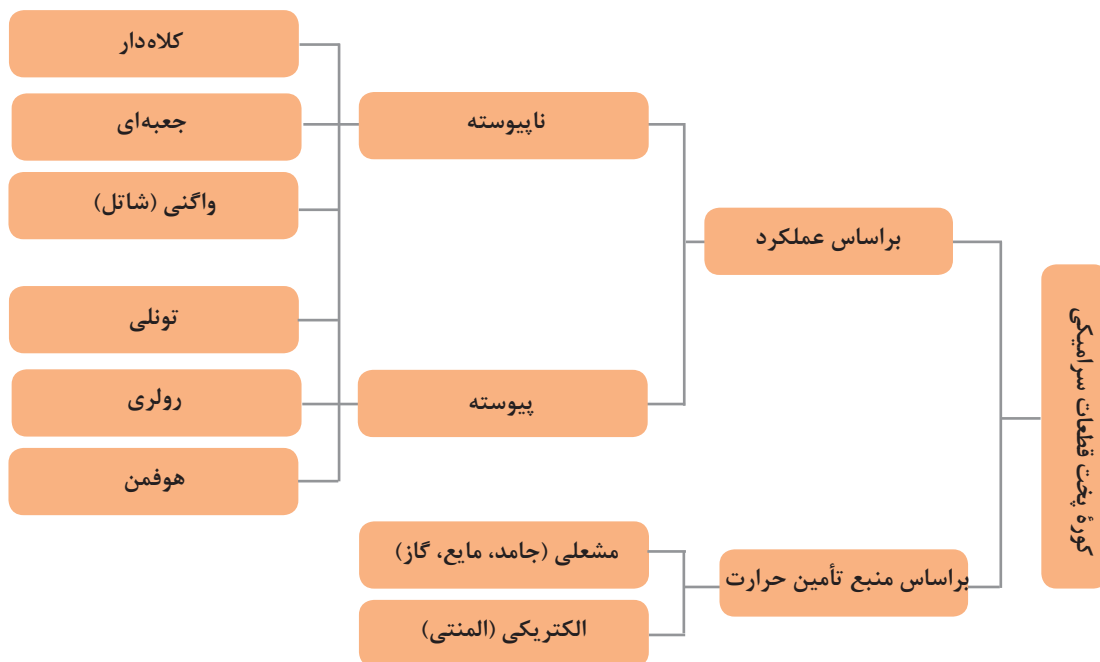 کورهٔ پخت قطعات سرامیکی
براساس عملکرد
ناپیوسته
کلاه‌دار
جعبه‌ای
واگنی (شاتل)
پیوسته
تونلی
رولری
هوفمن
براساس منبع تأمین حرارت
مشعلی (جامد، مایع، گاز)
الکتریکی (المنتی)